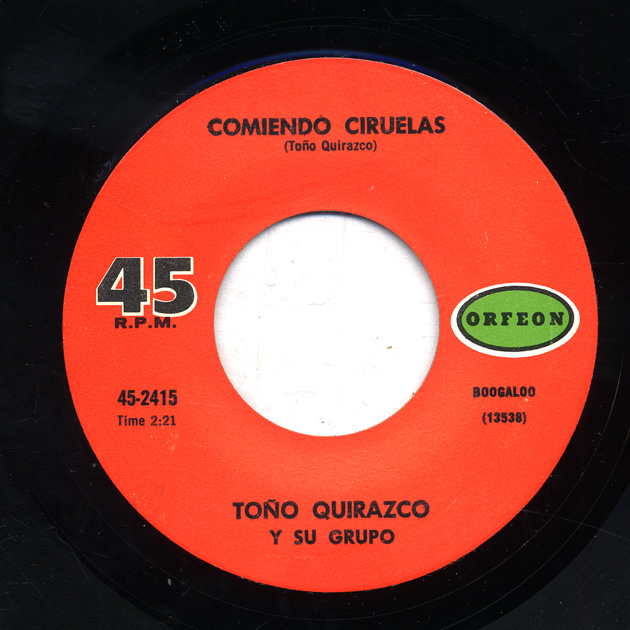 COMIENDO CIRUELAS
(Toño Quirazco)
45
R.P.M.
ORFEON
45-2415
Time 2:21
BOOGALOO
(13538)
TOÑO QUIRAZCO
Y SU GRUPO